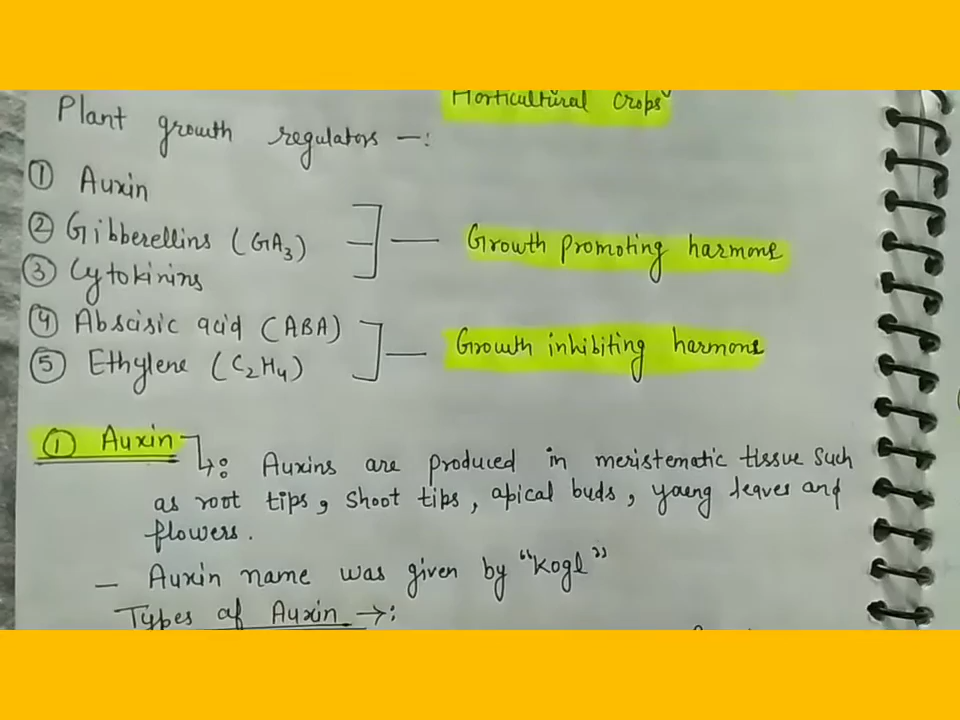 Horticultural Crops
Plant growth regulators —:
① Auxin
② Gibberellins (GA₃)
③ Cytokinins
— Growth promoting harmone
④ Abscisic acid (ABA)
⑤ Ethylene (C₂H₄)
— Growth inhibiting harmone
① Auxin
↳: Auxins are produced in meristematic tissue such
as root tips, shoot tips, apical buds, young leaves and
flowers.
— Auxin name was given by "Kogl"
Types of Auxin →: